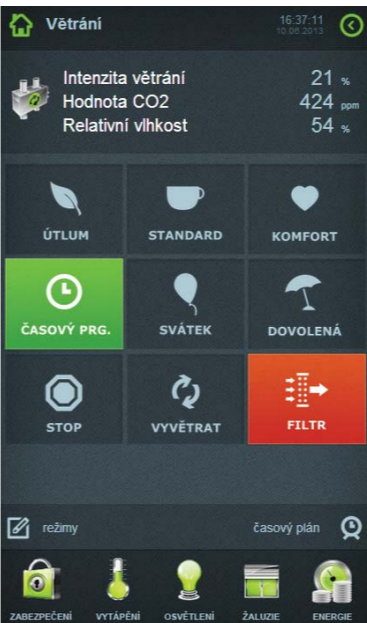 Větrání
16:37:11
10.06.2013
Intenzita větrání 21 %
Hodnota CO2 424 ppm
Relativní vlhkost 54 %
ÚTLUM STANDARD KOMFORT
ČASOVÝ PRG. SVÁTEK DOVOLENÁ
STOP VYVĚTRAT FILTR
režimy časový plán
ZABEZPEČENÍ VYTÁPĚNÍ OSVĚTLENÍ ŽALUZIE ENERGIE